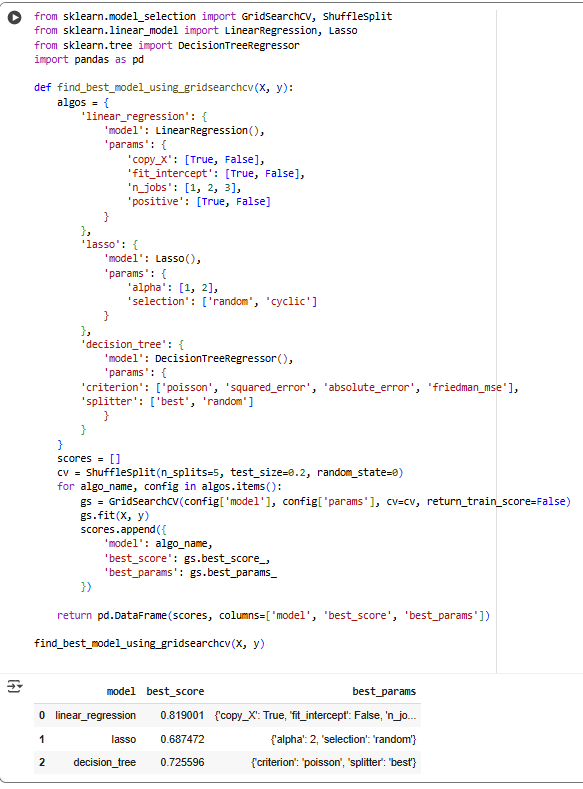 from sklearn.model_selection import GridSearchCV, ShuffleSplit
from sklearn.linear_model import LinearRegression, Lasso
from sklearn.tree import DecisionTreeRegressor
import pandas as pd

def find_best_model_using_gridsearchcv(X, y):
    algos = {
        'linear_regression': {
            'model': LinearRegression(),
            'params': {
                'copy_X': [True, False],
                'fit_intercept': [True, False],
                'n_jobs': [1, 2, 3],
                'positive': [True, False]
            }
        },
        'lasso': {
            'model': Lasso(),
            'params': {
                'alpha': [1, 2],
                'selection': ['random', 'cyclic']
            }
        },
        'decision_tree': {
            'model': DecisionTreeRegressor(),
            'params': {
        'criterion': ['poisson', 'squared_error', 'absolute_error', 'friedman_mse'],
        'splitter': ['best', 'random']
            }
        }
    }
    scores = []
    cv = ShuffleSplit(n_splits=5, test_size=0.2, random_state=0)
    for algo_name, config in algos.items():
        gs = GridSearchCV(config['model'], config['params'], cv=cv, return_train_score=False)
        gs.fit(X, y)
        scores.append({
            'model': algo_name,
            'best_score': gs.best_score_,
            'best_params': gs.best_params_
        })

    return pd.DataFrame(scores, columns=['model', 'best_score', 'best_params'])

find_best_model_using_gridsearchcv(X, y)

model best_score best_params
0 linear_regression 0.819001 {'copy_X': True, 'fit_intercept': False, 'n_jo...
1 lasso 0.687472 {'alpha': 2, 'selection': 'random'}
2 decision_tree 0.725596 {'criterion': 'poisson', 'splitter': 'best'}